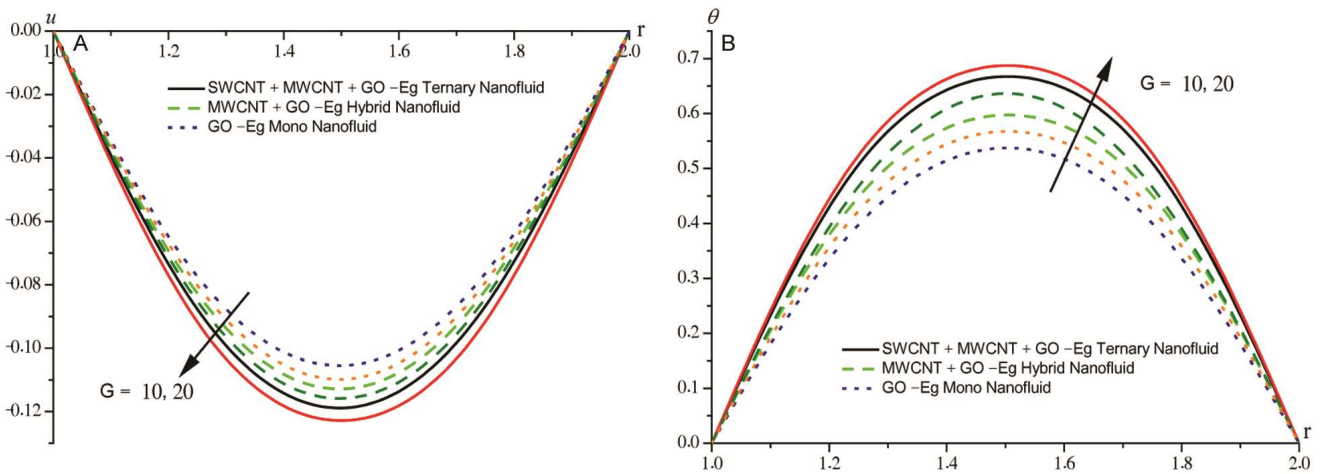 u
A
r
0.00
1.0 1.2 1.4 1.6 1.8 2.0
-0.02
-0.04
-0.06
-0.08
-0.10
-0.12
SWCNT + MWCNT + GO –Eg Ternary Nanofluid
MWCNT + GO –Eg Hybrid Nanofluid
GO –Eg Mono Nanofluid
G = 10, 20
θ
B
0.7
0.6
0.5
0.4
0.3
0.2
0.1
0.0
G = 10, 20
SWCNT + MWCNT + GO –Eg Ternary Nanofluid
MWCNT + GO –Eg Hybrid Nanofluid
GO –Eg Mono Nanofluid
r
1.0 1.2 1.4 1.6 1.8 2.0